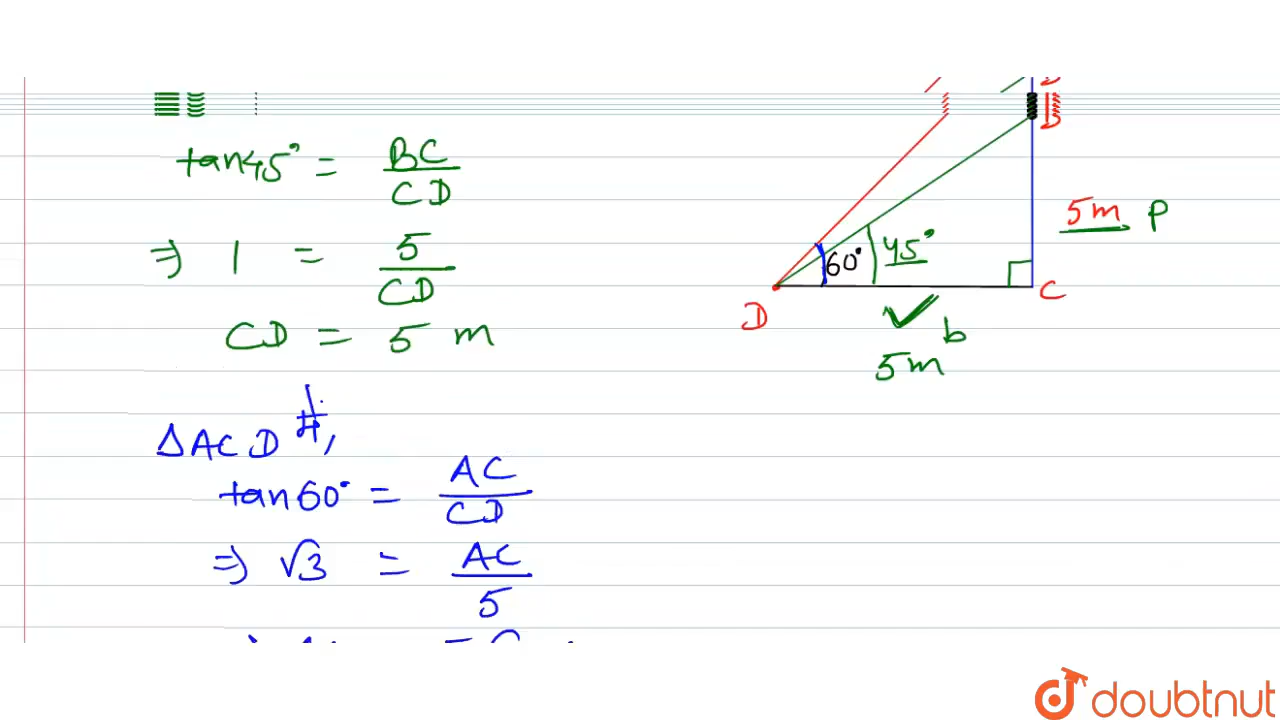 tan45° = BC/CD
⇒ 1 = 5/CD
CD = 5 m
Δ ACD
tan60° = AC/CD
⇒ √3 = AC/5
B
5m P
60° 45°
D
C
b
5m
doubtnut